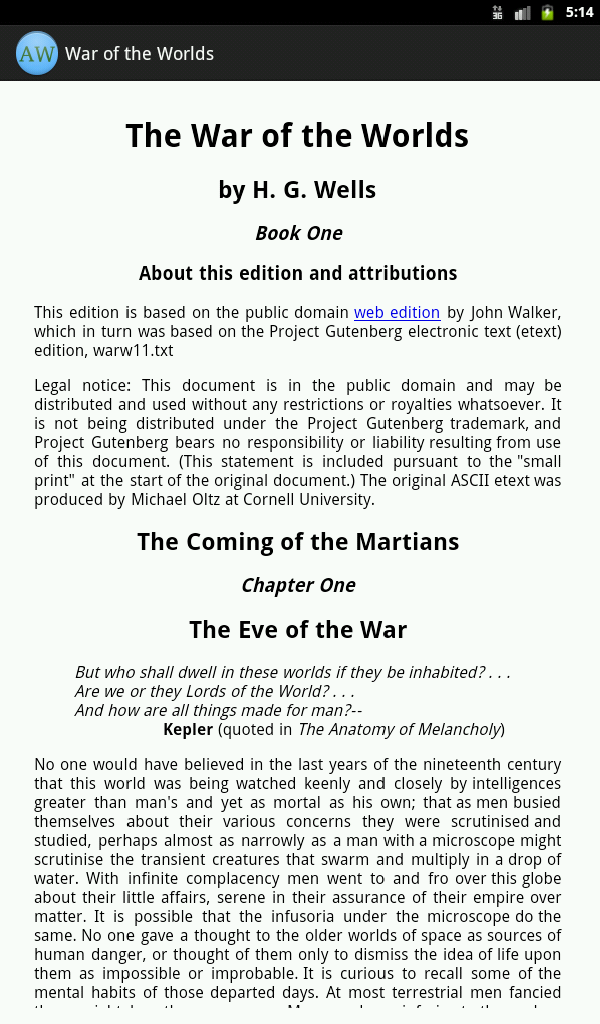 3G 5:14
AW War of the Worlds
The War of the Worlds
by H. G. Wells
Book One
About this edition and attributions
This edition is based on the public domain web edition by John Walker,
which in turn was based on the Project Gutenberg electronic text (etext)
edition, warw11.txt
Legal notice: This document is in the public domain and may be
distributed and used without any restrictions or royalties whatsoever. It
is not being distributed under the Project Gutenberg trademark, and
Project Gutenberg bears no responsibility or liability resulting from use
of this document. (This statement is included pursuant to the "small
print" at the start of the original document.) The original ASCII etext was
produced by Michael Oltz at Cornell University.
The Coming of the Martians
Chapter One
The Eve of the War
But who shall dwell in these worlds if they be inhabited? . . .
Are we or they Lords of the World? . . .
And how are all things made for man?--
Kepler (quoted in The Anatomy of Melancholy)
No one would have believed in the last years of the nineteenth century
that this world was being watched keenly and closely by intelligences
greater than man's and yet as mortal as his own; that as men busied
themselves about their various concerns they were scrutinised and
studied, perhaps almost as narrowly as a man with a microscope might
scrutinise the transient creatures that swarm and multiply in a drop of
water. With infinite complacency men went to and fro over this globe
about their little affairs, serene in their assurance of their empire over
matter. It is possible that the infusoria under the microscope do the
same. No one gave a thought to the older worlds of space as sources of
human danger, or thought of them only to dismiss the idea of life upon
them as impossible or improbable. It is curious to recall some of the
mental habits of those departed days. At most terrestrial men fancied